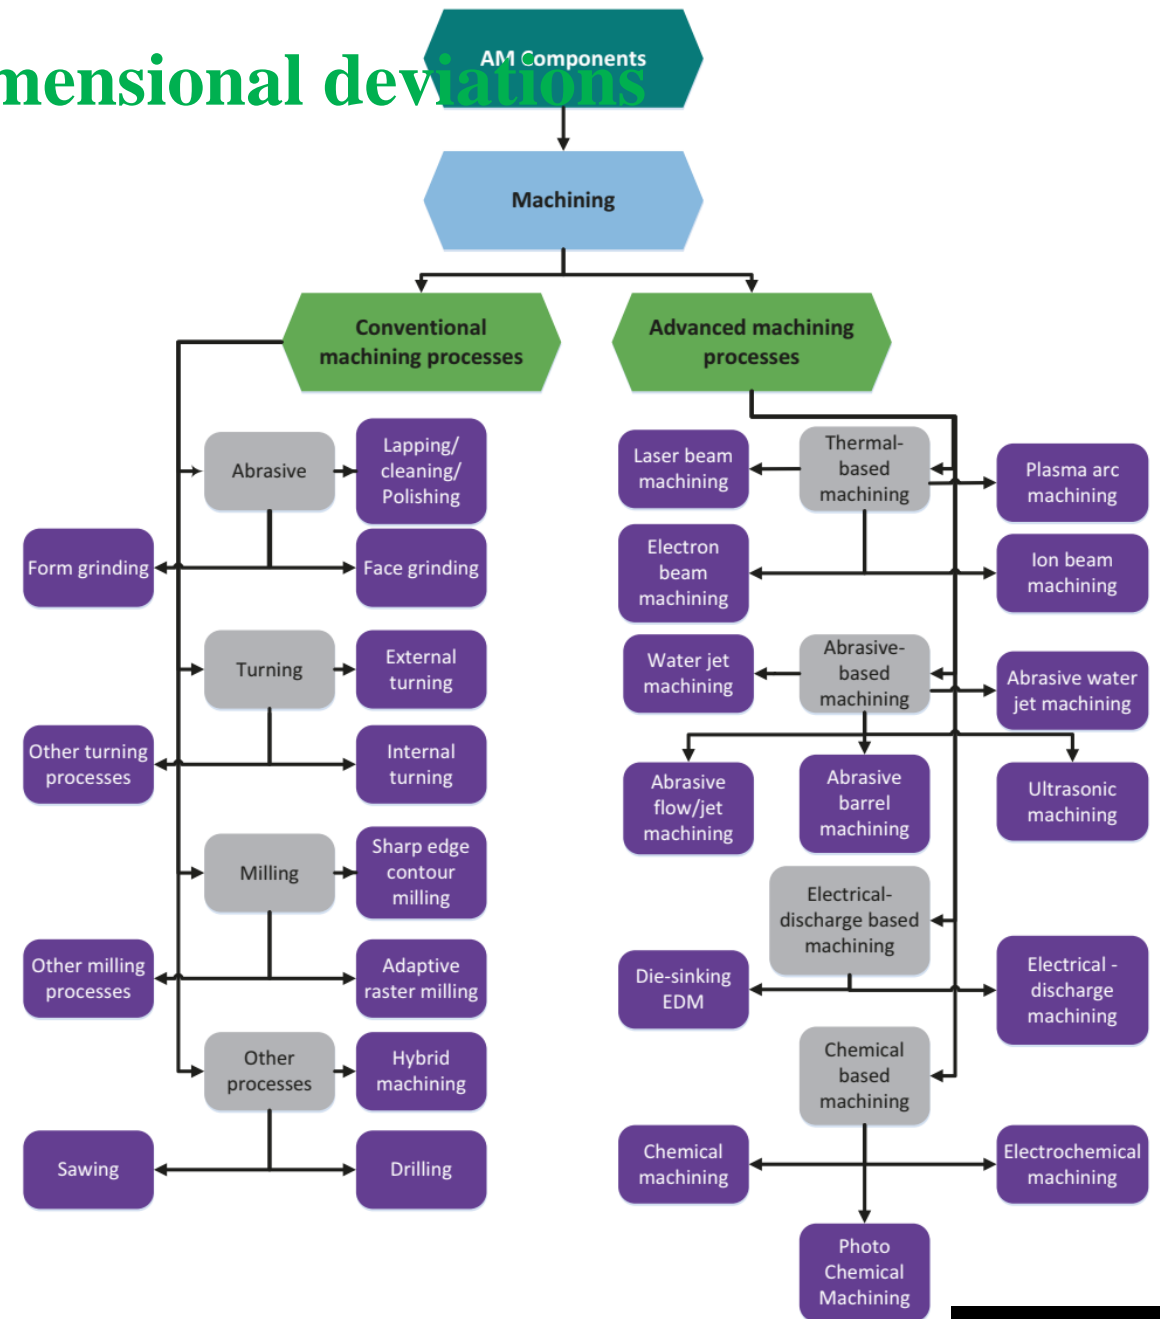 AM Components
mensional deviations
Machining
Conventional
machining processes
Advanced machining
processes
Abrasive
Lapping/
cleaning/
Polishing
Form grinding
Face grinding
Turning
External
turning
Other turning
processes
Internal
turning
Milling
Sharp edge
contour
milling
Other milling
processes
Adaptive
raster milling
Other
processes
Hybrid
machining
Sawing
Drilling
Thermal-
based
machining
Laser beam
machining
Plasma arc
machining
Electron
beam
machining
Ion beam
machining
Abrasive-
based
machining
Water jet
machining
Abrasive water
jet machining
Abrasive
flow/jet
machining
Abrasive
barrel
machining
Ultrasonic
machining
Electrical-
discharge based
machining
Die-sinking
EDM
Electrical -
discharge
machining
Chemical
based
machining
Chemical
machining
Electrochemical
machining
Photo
Chemical
Machining